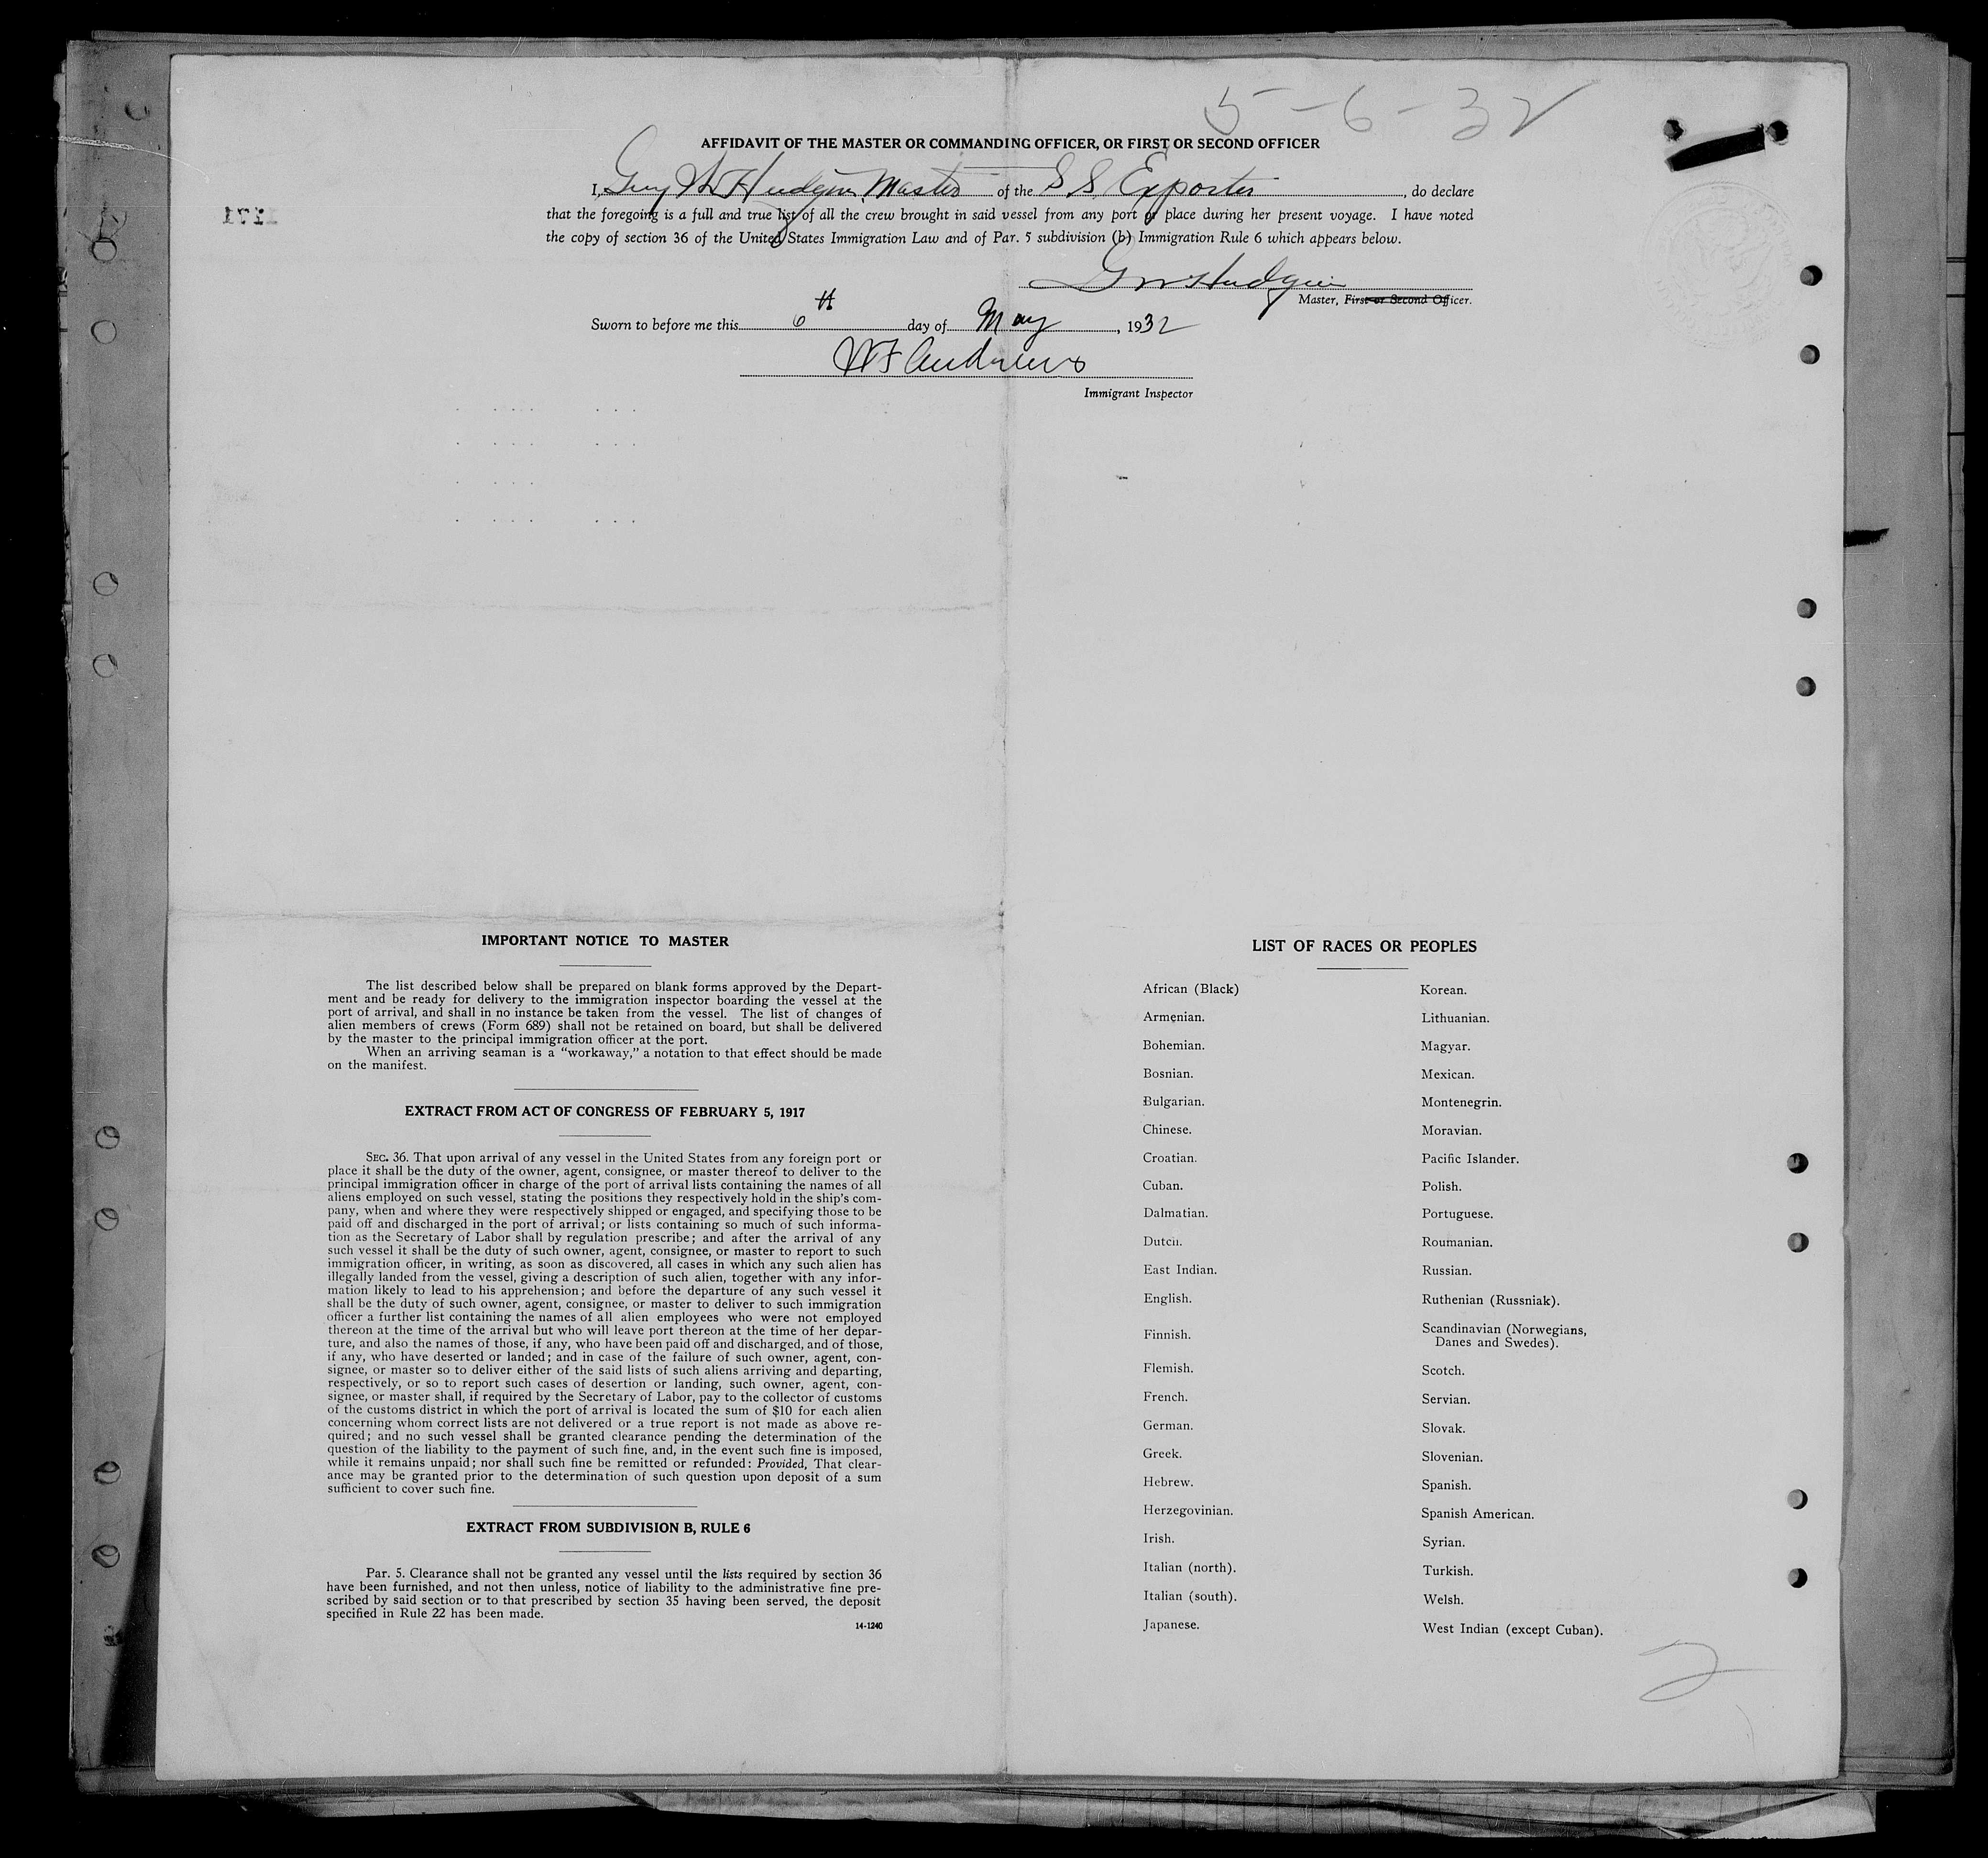 5-6-32
AFFIDAVIT OF THE MASTER OR COMMANDING OFFICER, OR FIRST OR SECOND OFFICER
I, Guy W Hudgins, Master of the S S Exporter, do declare
that the foregoing is a full and true list of all the crew brought in said vessel from any port or place during her present voyage. I have noted
the copy of section 36 of the United States Immigration Law and of Par. 5 subdivision (b) Immigration Rule 6 which appears below.
G W Hudgins
Master, First or Second Officer.
Sworn to before me this 6th day of May, 1932
Andrews
Immigrant Inspector
IMPORTANT NOTICE TO MASTER
The list described below shall be prepared on blank forms approved by the Depart-
ment and be ready for delivery to the immigration inspector boarding the vessel at the
port of arrival, and shall in no instance be taken from the vessel. The list of changes of
alien members of crews (Form 689) shall not be retained on board, but shall be delivered
by the master to the principal immigration officer at the port.
When an arriving seaman is a "workaway," a notation to that effect should be made
on the manifest.
EXTRACT FROM ACT OF CONGRESS OF FEBRUARY 5, 1917
SEC. 36. That upon arrival of any vessel in the United States from any foreign port or
place it shall be the duty of the owner, agent, consignee, or master thereof to deliver to the
principal immigration officer in charge of the port of arrival lists containing the names of all
aliens employed on such vessel, stating the positions they respectively hold in the ship's com-
pany, when and where they were respectively shipped or engaged, and specifying those to be
paid off and discharged in the port of arrival; or lists containing so much of such informa-
tion as the Secretary of Labor shall by regulation prescribe; and after the arrival of any
such vessel it shall be the duty of such owner, agent, consignee, or master to report to such
immigration officer, in writing, as soon as discovered, all cases in which any such alien has
illegally landed from the vessel, giving a description of such alien, together with any infor-
mation likely to lead to his apprehension; and before the departure of any such vessel it
shall be the duty of such owner, agent, consignee, or master to deliver to such immigration
officer a further list containing the names of all alien employees who were not employed
thereon at the time of the arrival but who will leave port thereon at the time of her depar-
ture, and also the names of those, if any, who have been paid off and discharged, and of those,
if any, who have deserted or landed; and in case of the failure of such owner, agent, con-
signee, or master so to deliver either of the said lists of such aliens arriving and departing,
respectively, or so to report such cases of desertion or landing, such owner, agent, con-
signee, or master shall, if required by the Secretary of Labor, pay to the collector of customs
of the customs district in which the port of arrival is located the sum of $10 for each alien
concerning whom correct lists are not delivered or a true report is not made as above re-
quired; and no such vessel shall be granted clearance pending the determination of the
question of the liability to the payment of such fine, and, in the event such fine is imposed,
while it remains unpaid; nor shall such fine be remitted or refunded: Provided, That clear-
ance may be granted prior to the determination of such question upon deposit of a sum
sufficient to cover such fine.
EXTRACT FROM SUBDIVISION B, RULE 6
Par. 5. Clearance shall not be granted any vessel until the lists required by section 36
have been furnished, and not then unless, notice of liability to the administrative fine pre-
scribed by said section or to that prescribed by section 35 having been served, the deposit
specified in Rule 22 has been made.
14-1240
LIST OF RACES OR PEOPLES
African (Black)
Armenian.
Bohemian.
Bosnian.
Bulgarian.
Chinese.
Croatian.
Cuban.
Dalmatian.
Dutch.
East Indian.
English.
Finnish.
Flemish.
French.
German.
Greek.
Hebrew.
Herzegovinian.
Irish.
Italian (north).
Italian (south).
Japanese.
Korean.
Lithuanian.
Magyar.
Mexican.
Montenegrin.
Moravian.
Pacific Islander.
Polish.
Portuguese.
Roumanian.
Russian.
Ruthenian (Russniak).
Scandinavian (Norwegians,
Danes and Swedes).
Scotch.
Servian.
Slovak.
Slovenian.
Spanish.
Spanish American.
Syrian.
Turkish.
Welsh.
West Indian (except Cuban).
2